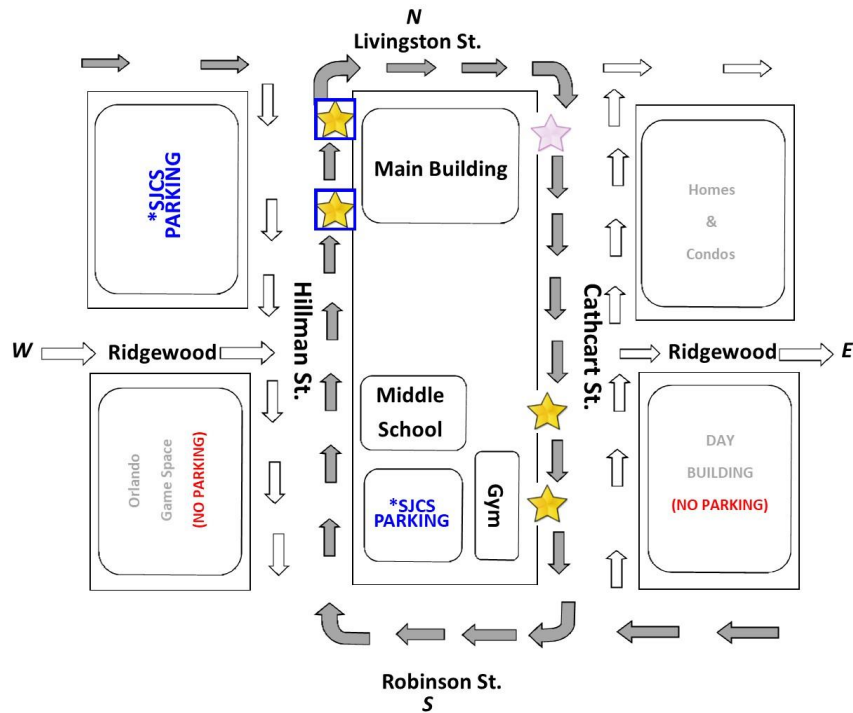 N
Livingston St.
*SJCS
PARKING
Main Building
Homes
&
Condos
Hillman St.
Cathcart St.
W
Ridgewood
Ridgewood
E
Orlando
Game Space
(NO PARKING)
Middle
School
*SJCS
PARKING
Gym
DAY
BUILDING
(NO PARKING)
Robinson St.
S